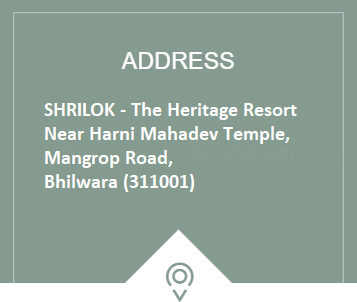 ADDRESS
SHRILOK - The Heritage Resort
Near Harni Mahadev Temple,
Mangrop Road,
Bhilwara (311001)